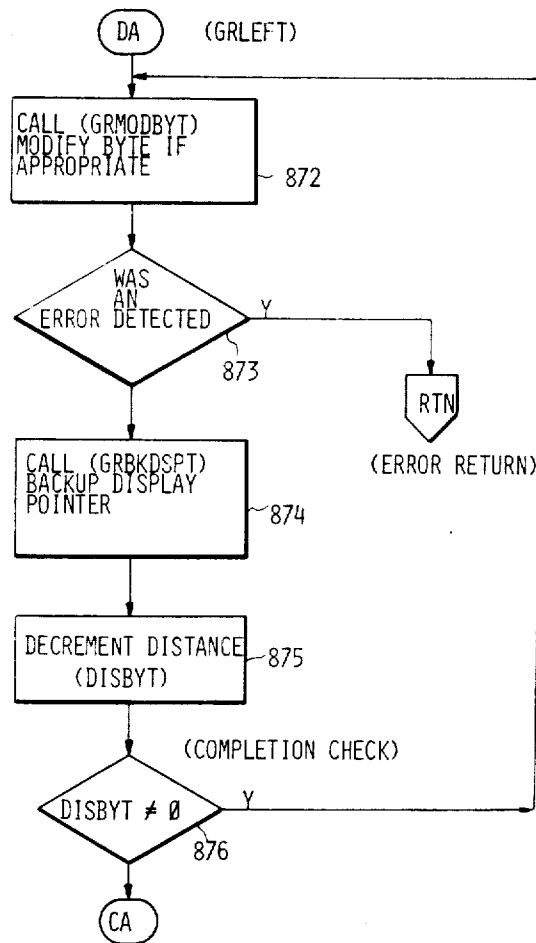 DA (GRLEFT)
CALL (GRMODBYT)
MODIFY BYTE IF
APPROPRIATE
872
WAS
AN
ERROR DETECTED
Y
873
RTN
(ERROR RETURN)
CALL (GRBKDSPT)
BACKUP DISPLAY
POINTER
874
DECREMENT DISTANCE
(DISBYT)
875
(COMPLETION CHECK)
DISBYT ≠ Ø
Y
876
CA